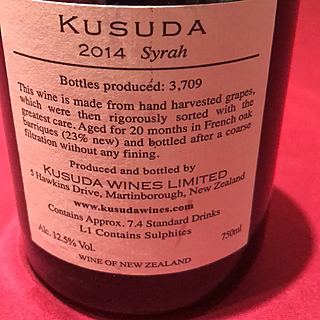 KUSUDA
2014 Syrah
Bottles produced: 3,709
This wine is made from hand harvested grapes,
which were then rigorously sorted with the
greatest care. Aged for 20 months in French oak
barriques (23% new) and bottled after a coarse
filtration without any fining.
Produced and bottled by
KUSUDA WINES LIMITED
5 Hawkins Drive, Martinborough, New Zealand
www.kusudawines.com
Contains Approx. 7.4 Standard Drinks
L1 Contains Sulphites
Alc. 12.5% Vol. 750ml
WINE OF NEW ZEALAND